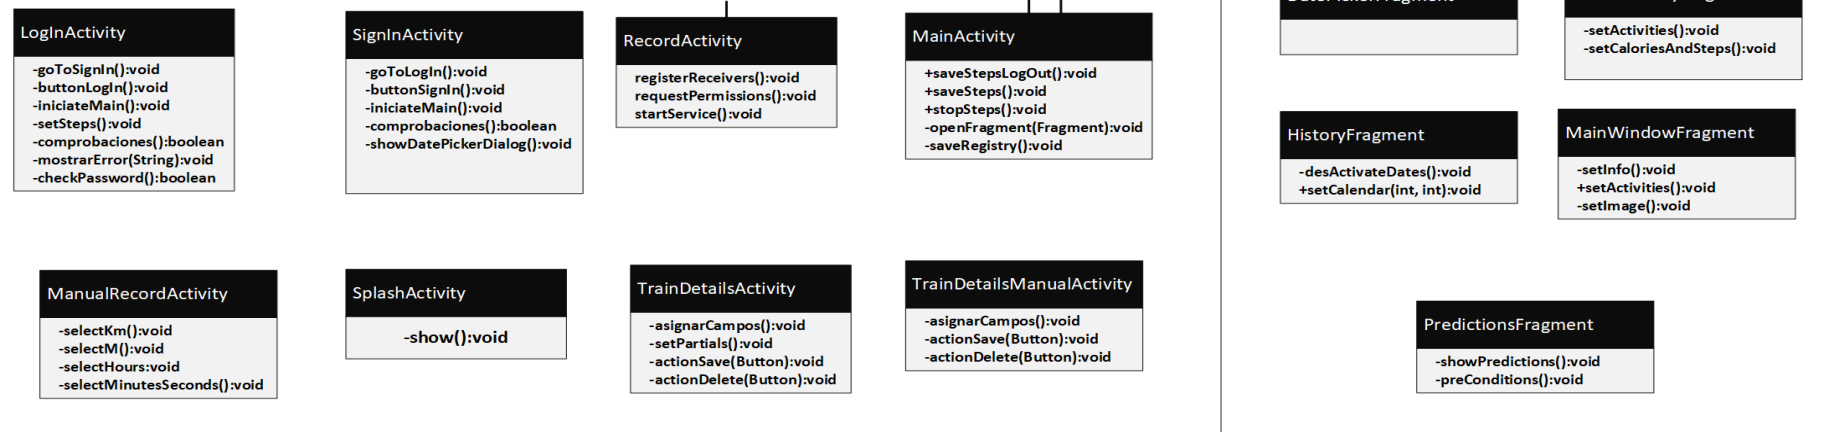 LogInActivity
-goToSignIn():void
-buttonLogIn():void
-iniciateMain():void
-setSteps():void
-comprobaciones():boolean
-mostrarError(String):void
-checkPassword():boolean
SignInActivity
-goToLogIn():void
-buttonSignIn():void
-iniciateMain():void
-comprobaciones():boolean
-showDatePickerDialog():void
RecordActivity
registerReceivers():void
requestPermissions():void
startService():void
MainActivity
+saveStepsLogOut():void
+saveSteps():void
+stopSteps():void
-openFragment(Fragment):void
-saveRegistry():void
-setActivities():void
-setCaloriesAndSteps():void
HistoryFragment
-desActivateDates():void
+setCalendar(int, int):void
MainWindowFragment
-setInfo():void
+setActivities():void
-setImage():void
ManualRecordActivity
-selectKm():void
-selectM():void
-selectHours:void
-selectMinutesSeconds():void
SplashActivity
-show():void
TrainDetailsActivity
-asignarCampos():void
-setPartials():void
-actionSave(Button):void
-actionDelete(Button):void
TrainDetailsManualActivity
-asignarCampos():void
-actionSave(Button):void
-actionDelete(Button):void
PredictionsFragment
-showPredictions():void
-preConditions():void